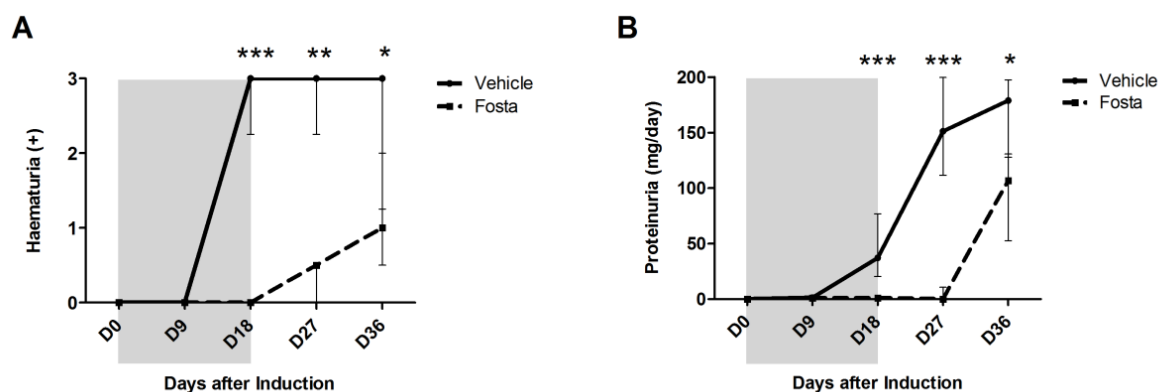 A
*** ** *
3
2
1
0
Haematuria (+)
D0 D9 D18 D27 D36
Days after Induction
Vehicle
Fosta
B
*** *** *
200
150
100
50
0
Proteinuria (mg/day)
D0 D9 D18 D27 D36
Days after Induction
Vehicle
Fosta